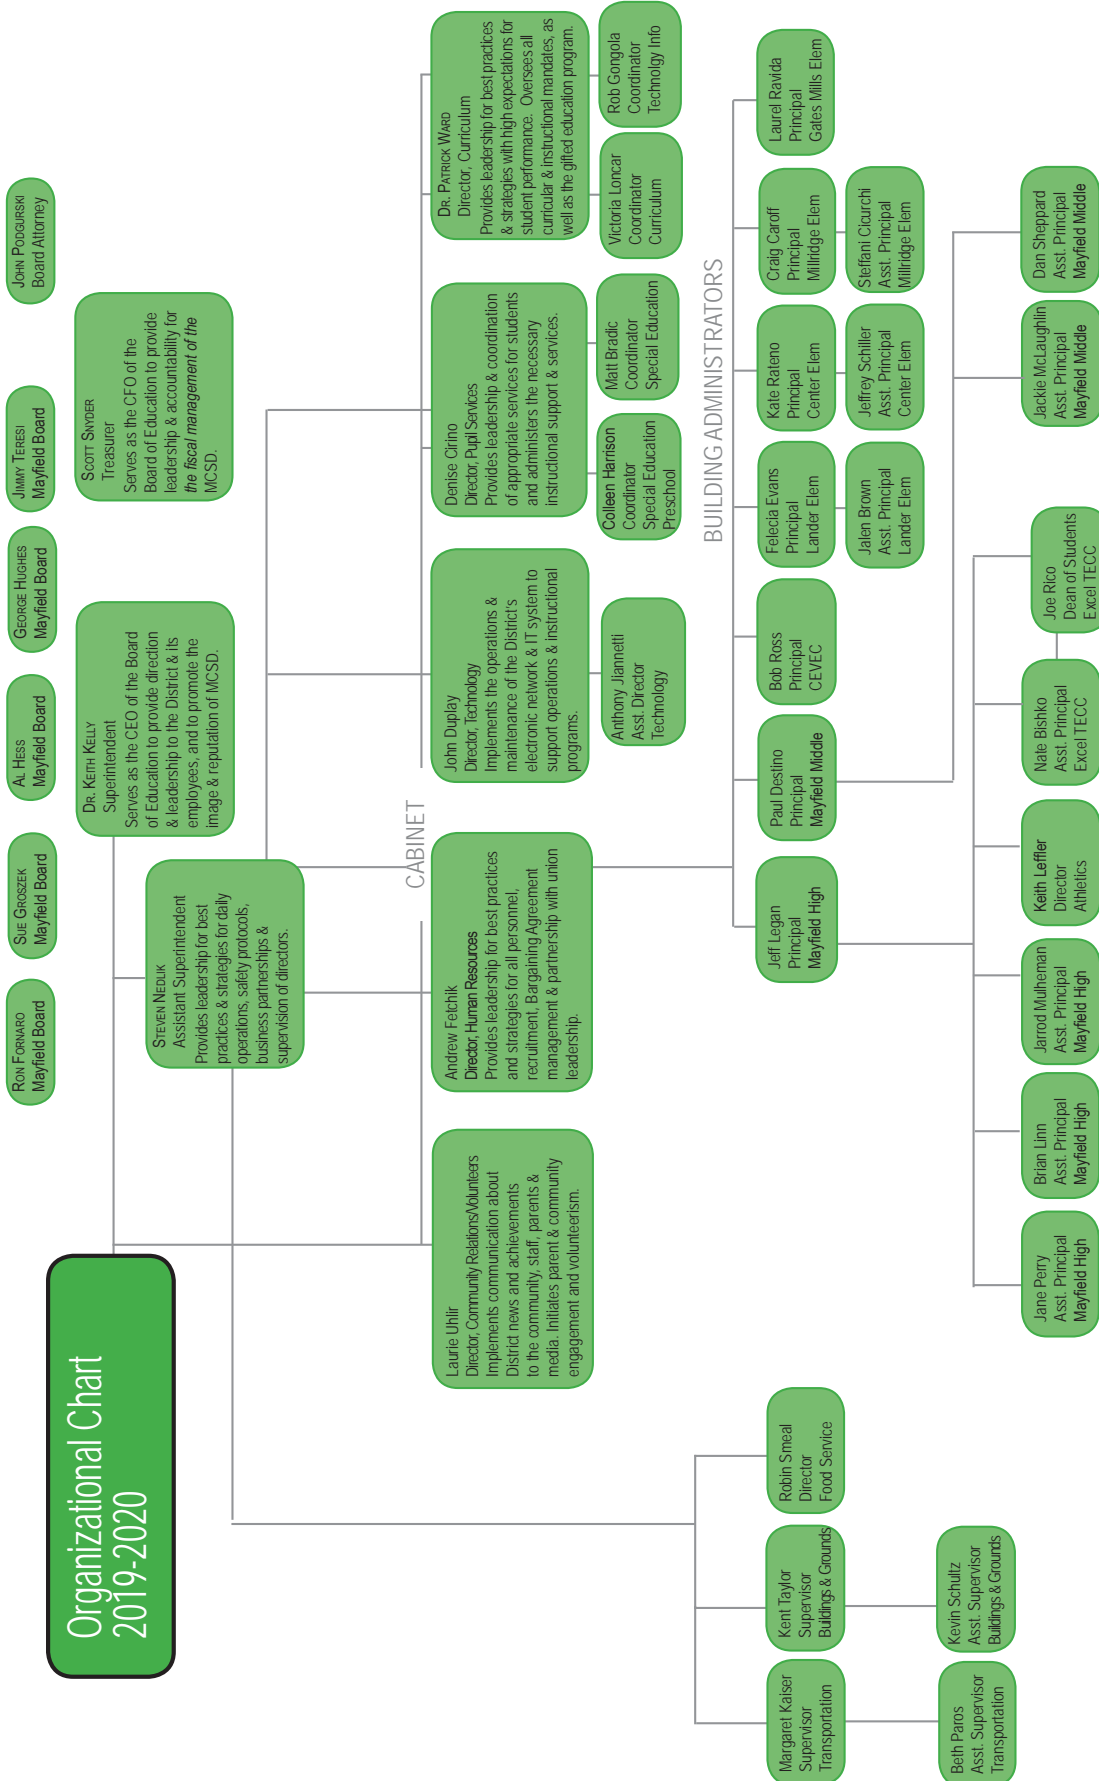 Organizational Chart
2019-2020
RON FORNARO
Mayfield Board
SUE GROSZEK
Mayfield Board
AL HESS
Mayfield Board
GEORGE HUGHES
Mayfield Board
JIMMY TERESI
Mayfield Board
JOHN PODGURSKI
Board Attorney
DR. KEITH KELLY
Superintendent
Serves as the CEO of the Board
of Education to provide direction
& leadership to the District & its
employees, and to promote the
image & reputation of MCSD.
SCOTT SNYDER
Treasurer
Serves as the CFO of the
Board of Education to provide
leadership & accountability for
the fiscal management of the
MCSD.
STEVEN NEDLIK
Assistant Superintendent
Provides leadership for best
practices & strategies for daily
operations, safety protocols,
business partnerships &
supervision of directors.
CABINET
Laurie Uhlir
Director, Community Relations/Volunteers
Implements communication about
District news and achievements
to the community, staff, parents &
media. Initiates parent & community
engagement and volunteerism.
Andrew Fetchik
Director, Human Resources
Provides leadership for best practices
and strategies for all personnel,
recruitment, Bargaining Agreement
management & partnership with union
leadership.
John Duplay
Director, Technology
Implements the operations &
maintenance of the District's
electronic network & IT system to
support operations & instructional
programs.
Denise Cirino
Director, Pupil Services
Provides leadership & coordination
of appropriate services for students
and administers the necessary
instructional support & services.
DR. PATRICK WARD
Director, Curriculum
Provides leadership for best practices
& strategies with high expectations for
student performance. Oversees all
curricular & instructional mandates, as
well as the gifted education program.
Anthony Jiannetti
Asst. Director
Technology
Colleen Harrison
Coordinator
Special Education
Preschool
Matt Bradic
Coordinator
Special Education
Victoria Loncar
Coordinator
Curriculum
Rob Gongola
Coordinator
Technolgy Info
BUILDING ADMINISTRATORS
Margaret Kaiser
Supervisor
Transportation
Kent Taylor
Supervisor
Buildings & Grounds
Robin Smeal
Director
Food Service
Jeff Legan
Principal
Mayfield High
Paul Destino
Principal
Mayfield Middle
Bob Ross
Principal
CEVEC
Felecia Evans
Principal
Lander Elem
Kate Rateno
Principal
Center Elem
Craig Caroff
Principal
Millridge Elem
Laurel Ravida
Principal
Gates Mills Elem
Jalen Brown
Asst. Principal
Lander Elem
Jeffrey Schiller
Asst. Principal
Center Elem
Steffani Cicurchi
Asst. Principal
Millridge Elem
Beth Paros
Asst. Supervisor
Transportation
Kevin Schultz
Asst. Supervisor
Buildings & Grounds
Jane Perry
Asst. Principal
Mayfield High
Brian Linn
Asst. Principal
Mayfield High
Jarrod Mulheman
Asst. Principal
Mayfield High
Keith Leffler
Director
Athletics
Nate Bishko
Asst. Principal
Excel TECC
Joe Rico
Dean of Students
Excel TECC
Jackie McLaughlin
Asst. Principal
Mayfield Middle
Dan Sheppard
Asst. Principal
Mayfield Middle